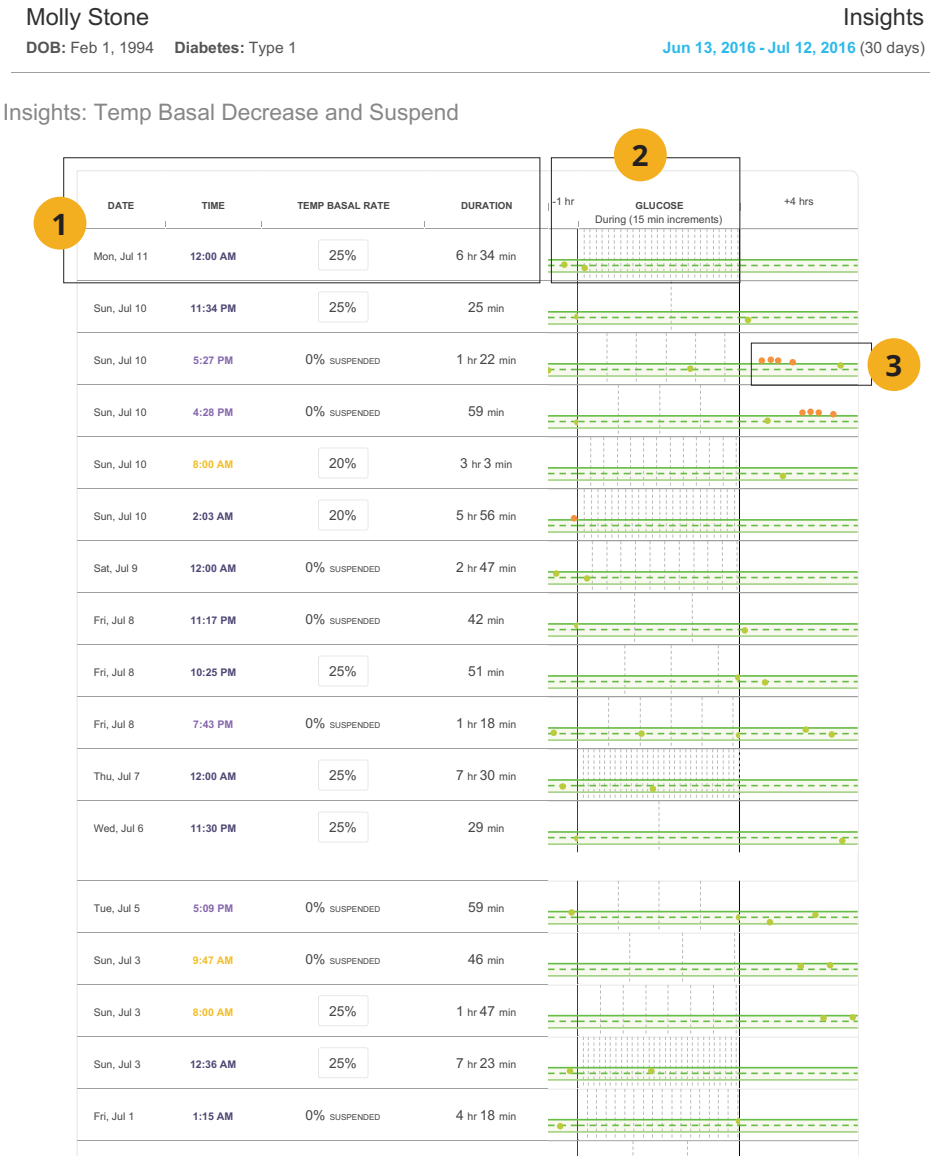 Molly Stone Insights
DOB: Feb 1, 1994 Diabetes: Type 1 Jun 13, 2016 - Jul 12, 2016 (30 days)
Insights: Temp Basal Decrease and Suspend
2
1
DATE TIME TEMP BASAL RATE DURATION -1 hr GLUCOSE +4 hrs
During (15 min increments)
Mon, Jul 11 12:00 AM 25% 6 hr 34 min
Sun, Jul 10 11:34 PM 25% 25 min
Sun, Jul 10 5:27 PM 0% SUSPENDED 1 hr 22 min
3
Sun, Jul 10 4:28 PM 0% SUSPENDED 59 min
Sun, Jul 10 8:00 AM 20% 3 hr 3 min
Sun, Jul 10 2:03 AM 20% 5 hr 56 min
Sat, Jul 9 12:00 AM 0% SUSPENDED 2 hr 47 min
Fri, Jul 8 11:17 PM 0% SUSPENDED 42 min
Fri, Jul 8 10:25 PM 25% 51 min
Fri, Jul 8 7:43 PM 0% SUSPENDED 1 hr 18 min
Thu, Jul 7 12:00 AM 25% 7 hr 30 min
Wed, Jul 6 11:30 PM 25% 29 min
Tue, Jul 5 5:09 PM 0% SUSPENDED 59 min
Sun, Jul 3 9:47 AM 0% SUSPENDED 46 min
Sun, Jul 3 8:00 AM 25% 1 hr 47 min
Sun, Jul 3 12:36 AM 25% 7 hr 23 min
Fri, Jul 1 1:15 AM 0% SUSPENDED 4 hr 18 min